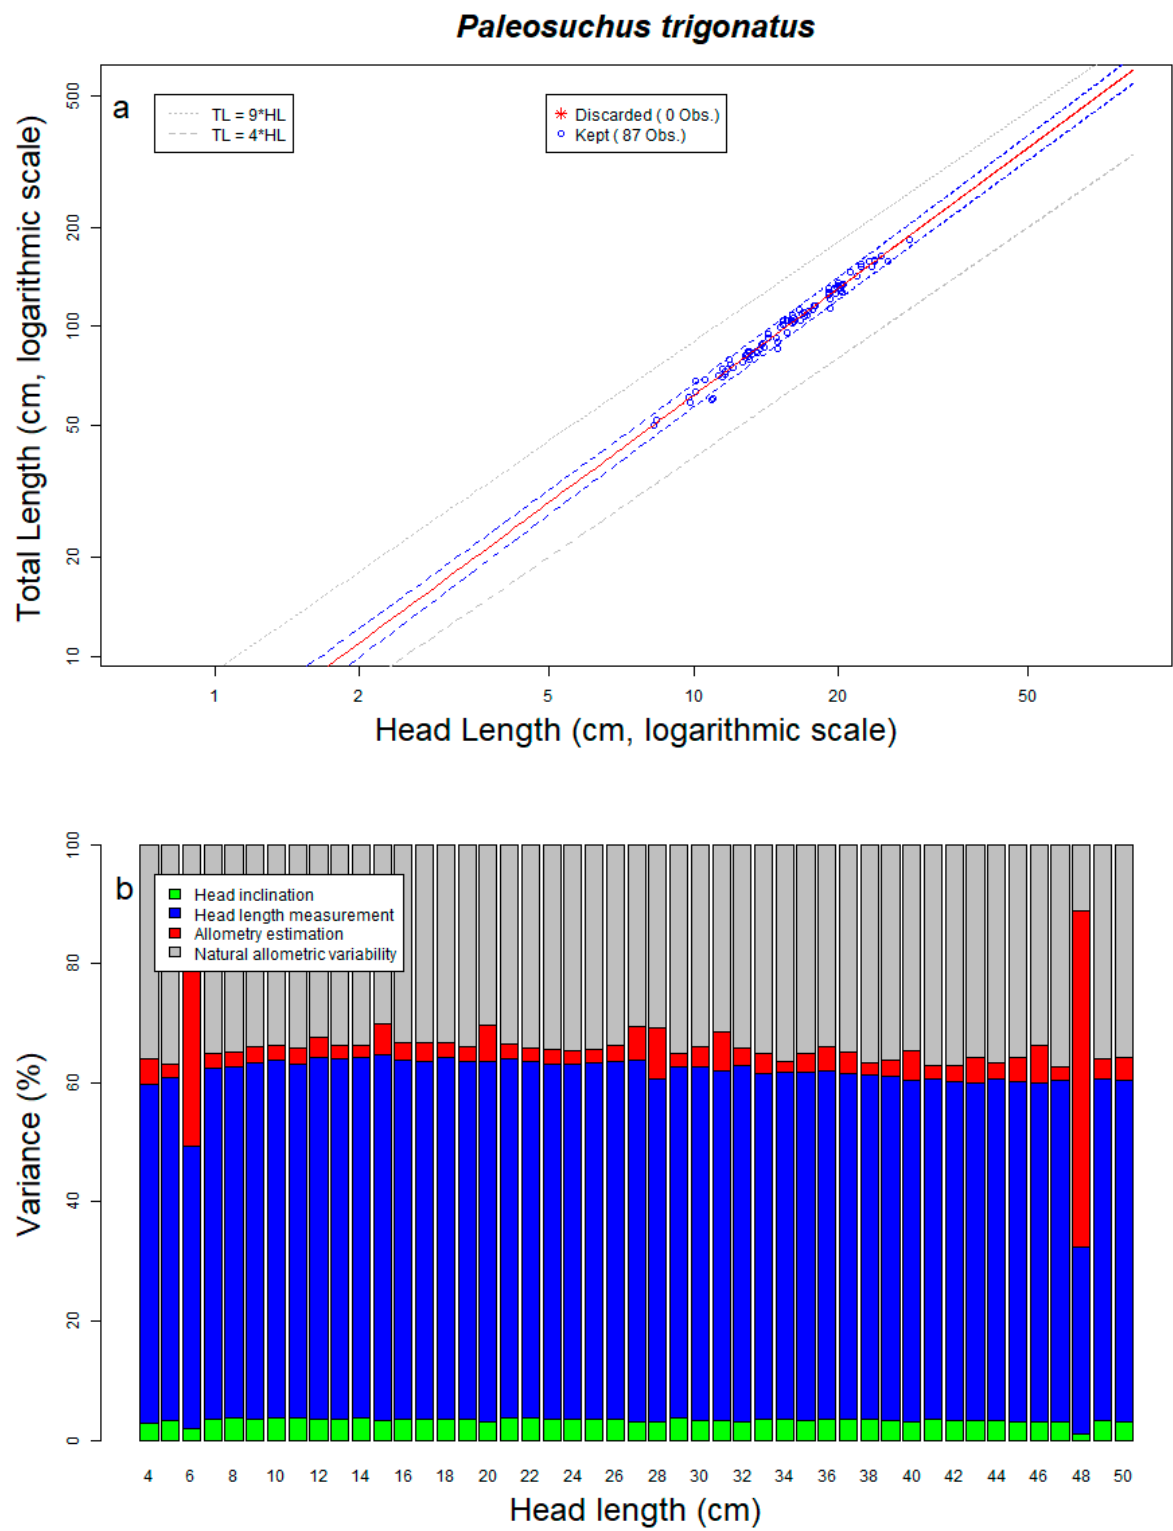 Paleosuchus trigonatus
a
TL = 9*HL
TL = 4*HL
Discarded ( 0 Obs.)
Kept ( 87 Obs.)
Total Length (cm, logarithmic scale)
500
200
100
50
20
10
1 2 5 10 20 50
Head Length (cm, logarithmic scale)
b
Head inclination
Head length measurement
Allometry estimation
Natural allometric variability
Variance (%)
100
80
60
40
20
0
4 6 8 10 12 14 16 18 20 22 24 26 28 30 32 34 36 38 40 42 44 46 48 50
Head length (cm)